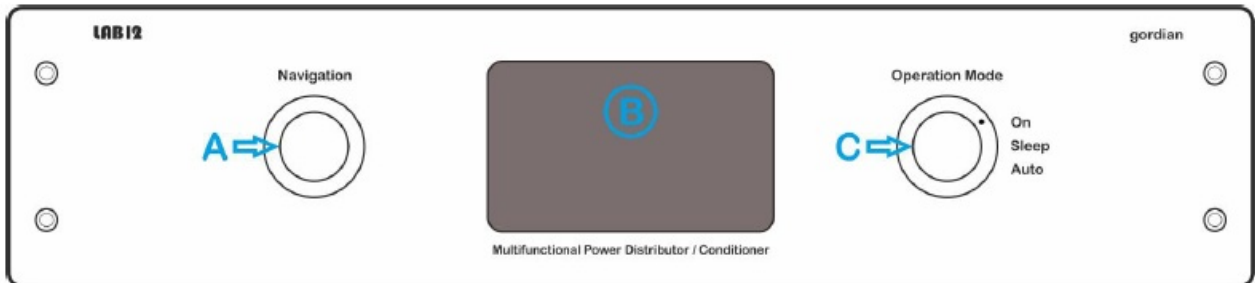 LAB12
gordian
Navigation
Operation Mode
A
B
C
On
Sleep
Auto
Multifunctional Power Distributor / Conditioner